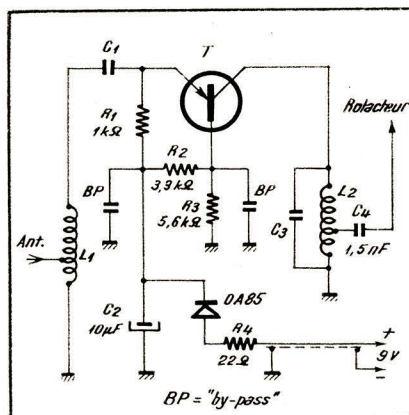 C1
T
Rotacteur
R1
1kΩ
R2
3,9kΩ
BP
BP
R3
5,6kΩ
L2
C4
C3
1,5nF
Ant.
L1
C2
10µF
OA85
R4
22Ω
+
9V
-
BP = "by-pass"